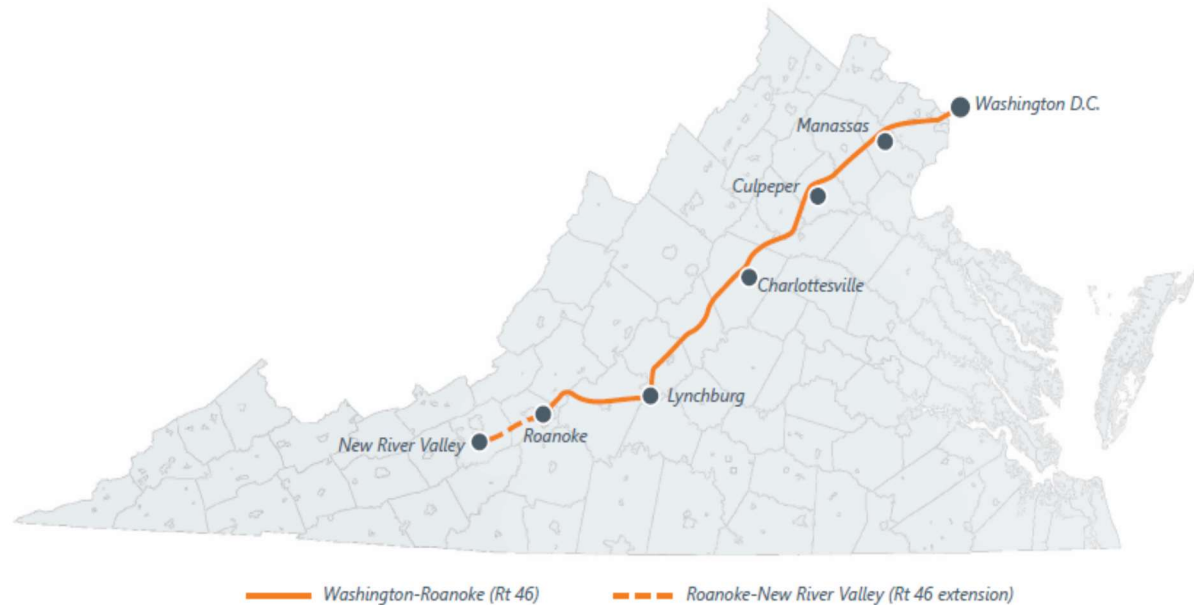 Washington D.C.
Manassas
Culpeper
Charlottesville
Lynchburg
Roanoke
New River Valley
Washington-Roanoke (Rt 46)
Roanoke-New River Valley (Rt 46 extension)